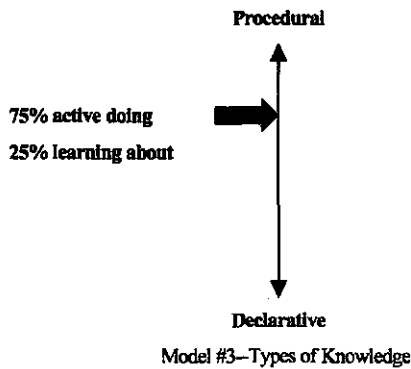 Procedural
75% active doing
25% learning about
Declarative
Model #3–Types of Knowledge